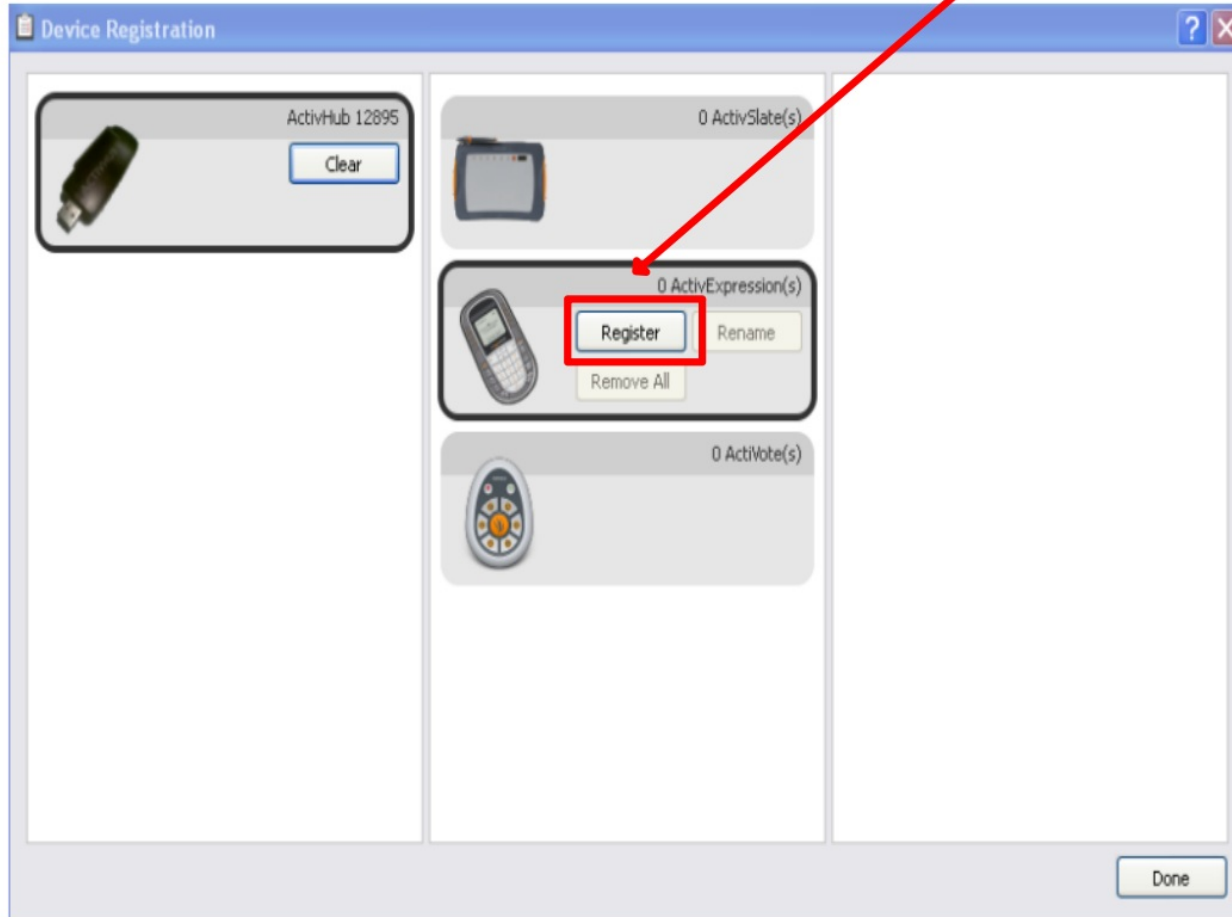 Device Registration
ActivHub 12895
Clear
0 ActivSlate(s)
0 ActivExpression(s)
Register
Rename
Remove All
0 ActiVote(s)
Done